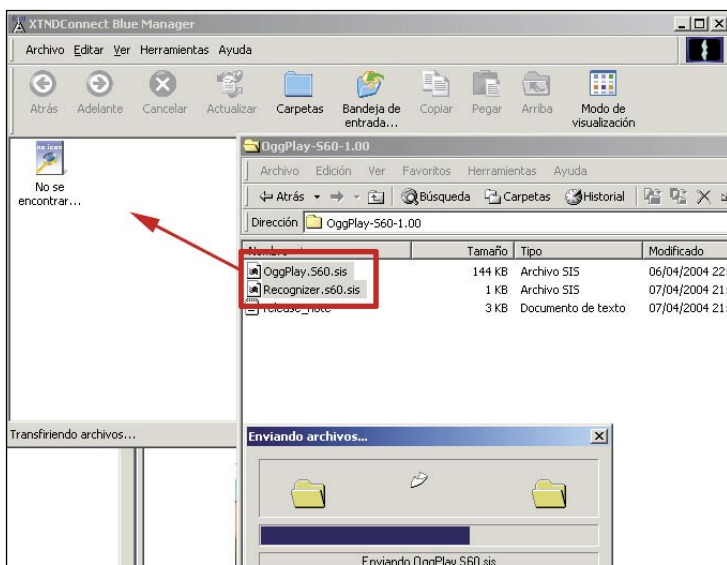 XTNDConnect Blue Manager
Archivo Editar Ver Herramientas Ayuda
Atrás Adelante Cancelar Actualizar Carpetas Bandeja de entrada... Copiar Pegar Arriba Modo de visualización
no icon
No se
encontrar...
OggPlay-S60-1.00
Archivo Edición Ver Favoritos Herramientas Ayuda
Atrás Búsqueda Carpetas Historial
Dirección OggPlay-S60-1.00
Nombre Tamaño Tipo Modificado
OggPlay.S60.sis 144 KB Archivo SIS 06/04/2004 22:
Recognizer.s60.sis 1 KB Archivo SIS 07/04/2004 21:
release_note 3 KB Documento de texto 07/04/2004 21:
Transfiriendo archivos...
Enviando archivos...
Enviando OggPlay.S60.sis